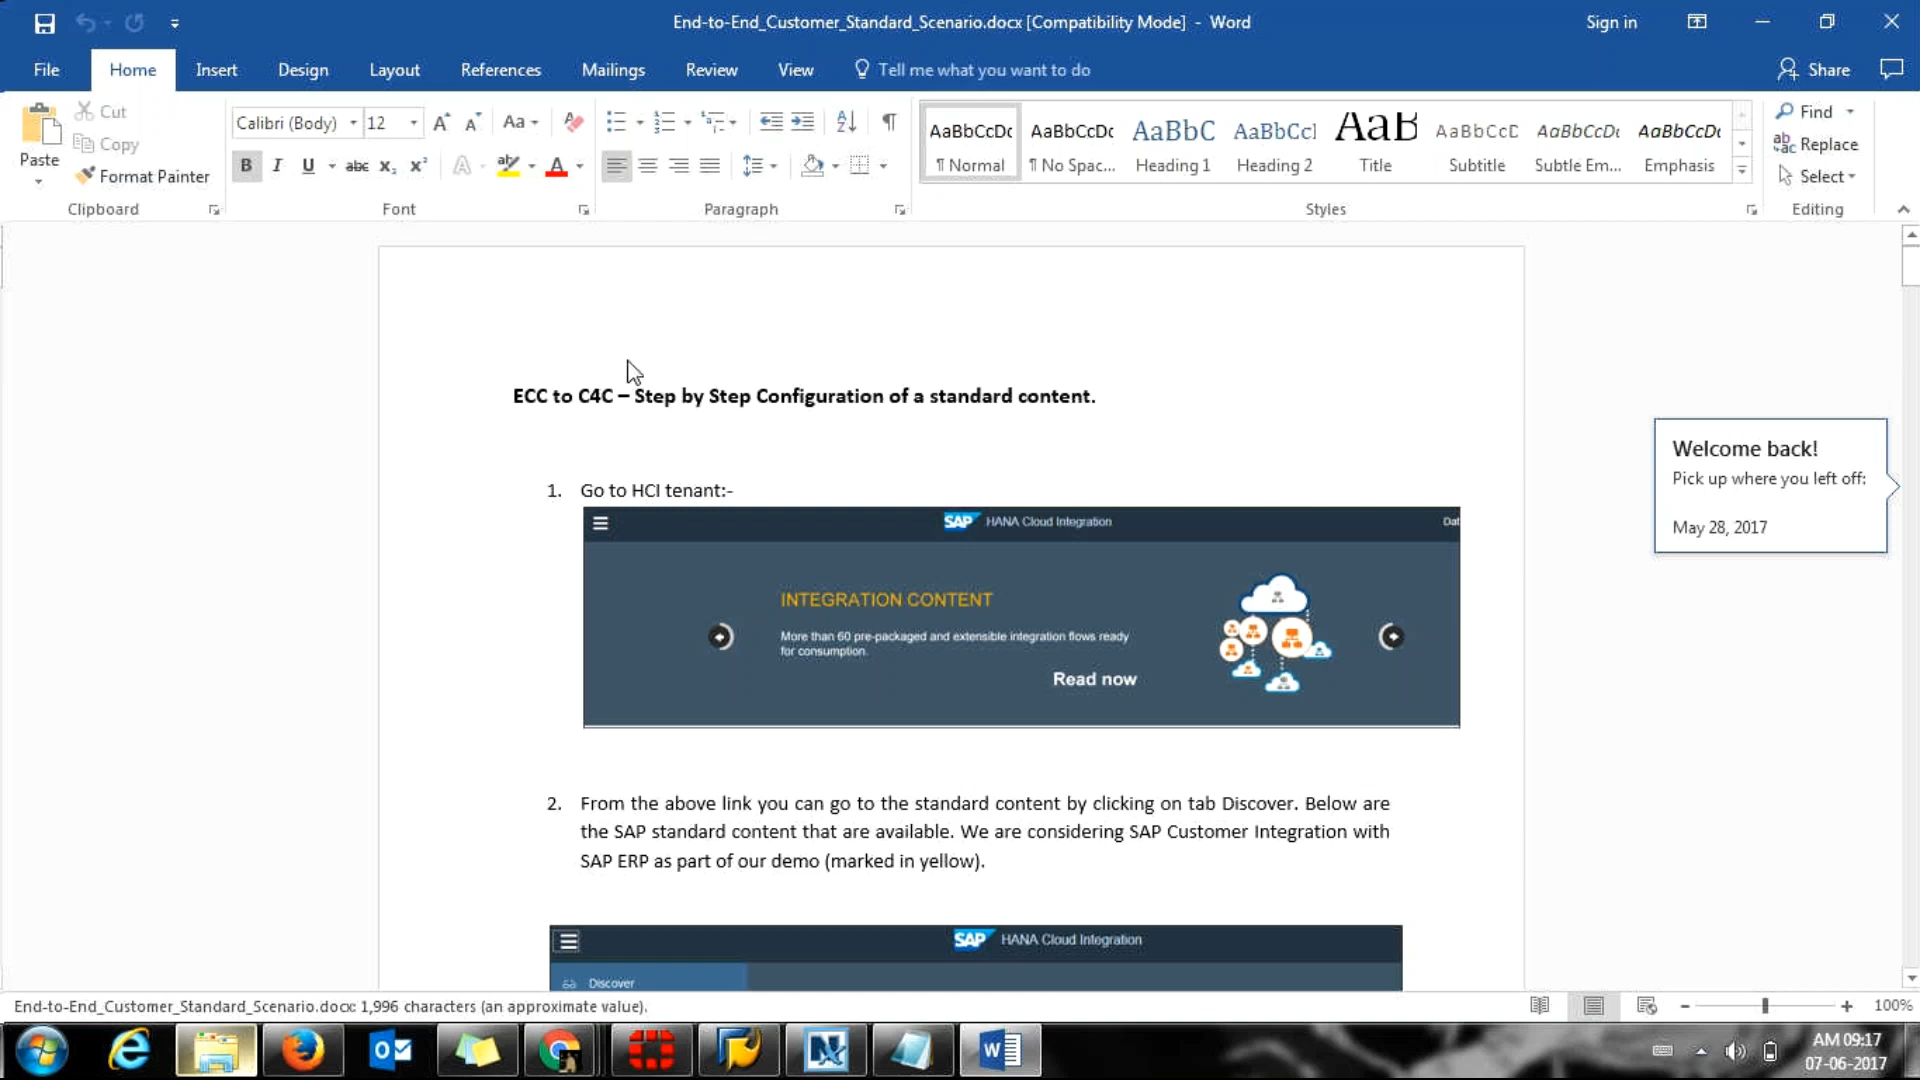 End-to-End_Customer_Standard_Scenario.docx [Compatibility Mode] - Word
Sign in
File Home Insert Design Layout References Mailings Review View Tell me what you want to do Share
Paste
Cut
Copy
Format Painter
Clipboard
Calibri (Body) 12
Font
Paragraph
AaBbCcDc AaBbCcDc AaBbC AaBbCcI AaB AaBbCcD AaBbCcDc AaBbCcDc
¶ Normal ¶ No Spac... Heading 1 Heading 2 Title Subtitle Subtle Em... Emphasis
Styles
Find
Replace
Select
Editing
ECC to C4C – Step by Step Configuration of a standard content.
Welcome back!
Pick up where you left off:
May 28, 2017
1. Go to HCI tenant:-
SAP HANA Cloud Integration Dat
INTEGRATION CONTENT
More than 60 pre-packaged and extensible integration flows ready
for consumption.
Read now
2. From the above link you can go to the standard content by clicking on tab Discover. Below are
the SAP standard content that are available. We are considering SAP Customer Integration with
SAP ERP as part of our demo (marked in yellow).
SAP HANA Cloud Integration
Discover
End-to-End_Customer_Standard_Scenario.docx: 1,996 characters (an approximate value).
100%
AM 09:17
07-06-2017